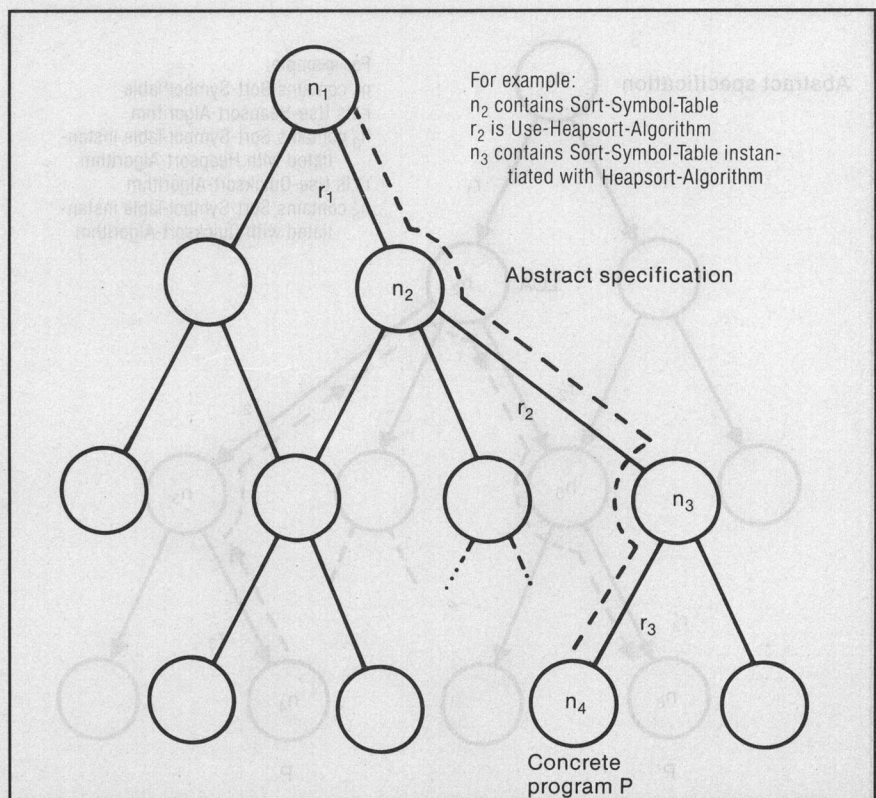 n₁
For example:
n₂ contains Sort-Symbol-Table
r₂ is Use-Heapsort-Algorithm
n₃ contains Sort-Symbol-Table instan-
tiated with Heapsort-Algorithm
r₁
n₂
Abstract specification
r₂
n₃
r₃
n₄
Concrete
program P